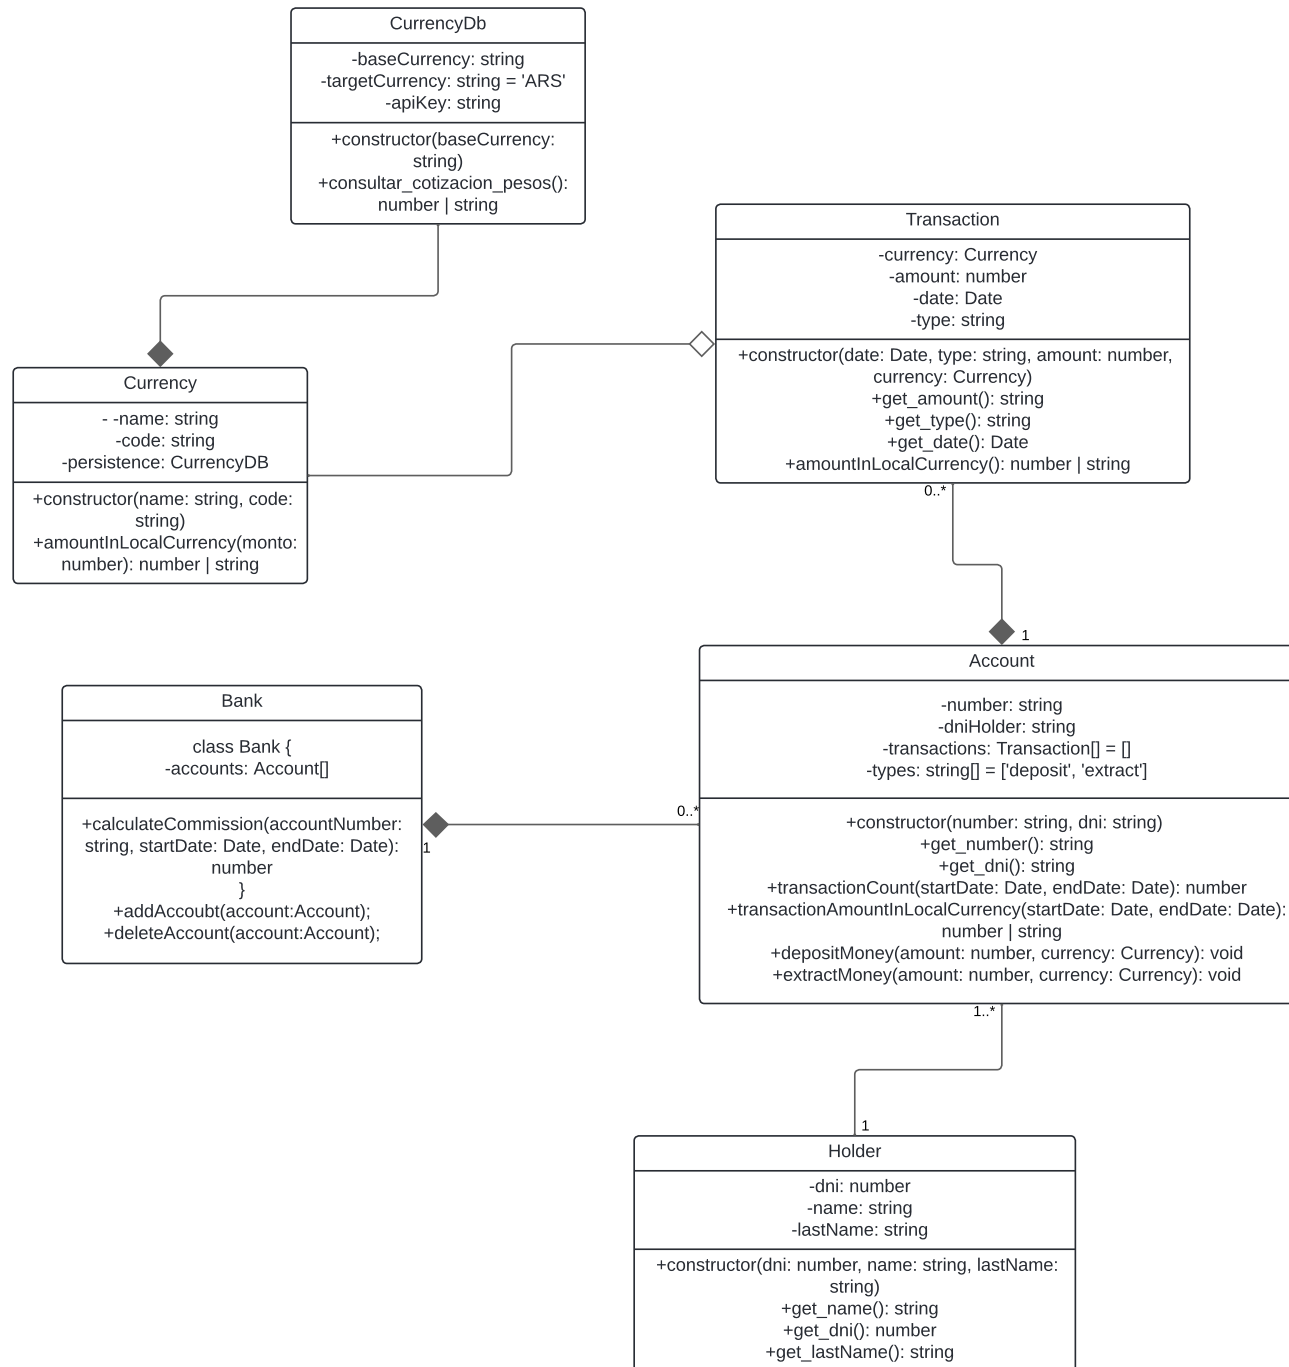 CurrencyDb
-baseCurrency: string
-targetCurrency: string = 'ARS'
-apiKey: string
+constructor(baseCurrency:
string)
+consultar_cotizacion_pesos():
number | string
Transaction
-currency: Currency
-amount: number
-date: Date
-type: string
+constructor(date: Date, type: string, amount: number,
currency: Currency)
+get_amount(): string
+get_type(): string
+get_date(): Date
+amountInLocalCurrency(): number | string
0..*
Currency
- -name: string
-code: string
-persistence: CurrencyDB
+constructor(name: string, code:
string)
+amountInLocalCurrency(monto:
number): number | string
1
Account
-number: string
-dniHolder: string
-transactions: Transaction[] = []
-types: string[] = ['deposit', 'extract']
+constructor(number: string, dni: string)
+get_number(): string
+get_dni(): string
+transactionCount(startDate: Date, endDate: Date): number
+transactionAmountInLocalCurrency(startDate: Date, endDate: Date):
number | string
+depositMoney(amount: number, currency: Currency): void
+extractMoney(amount: number, currency: Currency): void
Bank
class Bank {
-accounts: Account[]
+calculateCommission(accountNumber:
string, startDate: Date, endDate: Date):
number
}
+addAccoubt(account:Account);
+deleteAccount(account:Account);
0..*
1
1..*
1
Holder
-dni: number
-name: string
-lastName: string
+constructor(dni: number, name: string, lastName:
string)
+get_name(): string
+get_dni(): number
+get_lastName(): string